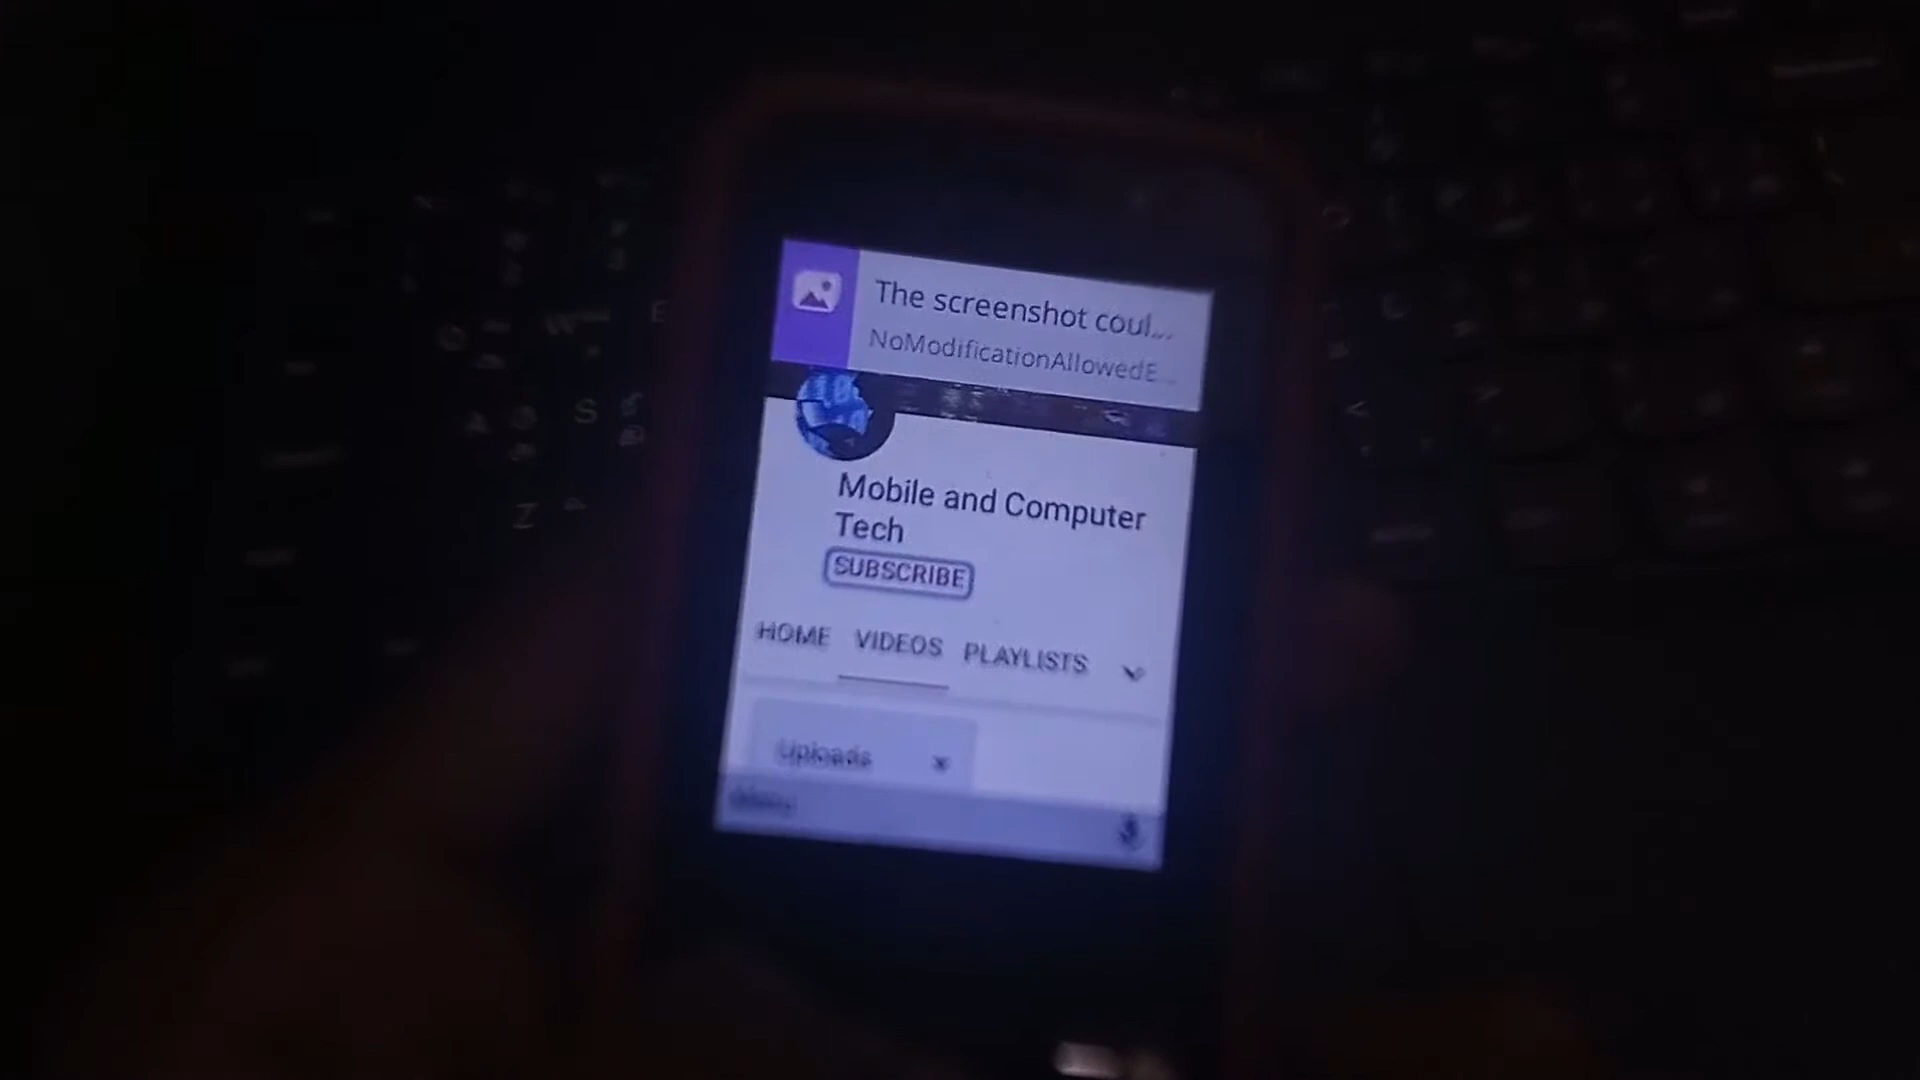 The screenshot coul...
NoModificationAllowedE...
Mobile and Computer
Tech
SUBSCRIBE
HOME VIDEOS PLAYLISTS
Uploads ×
E
A S
Z